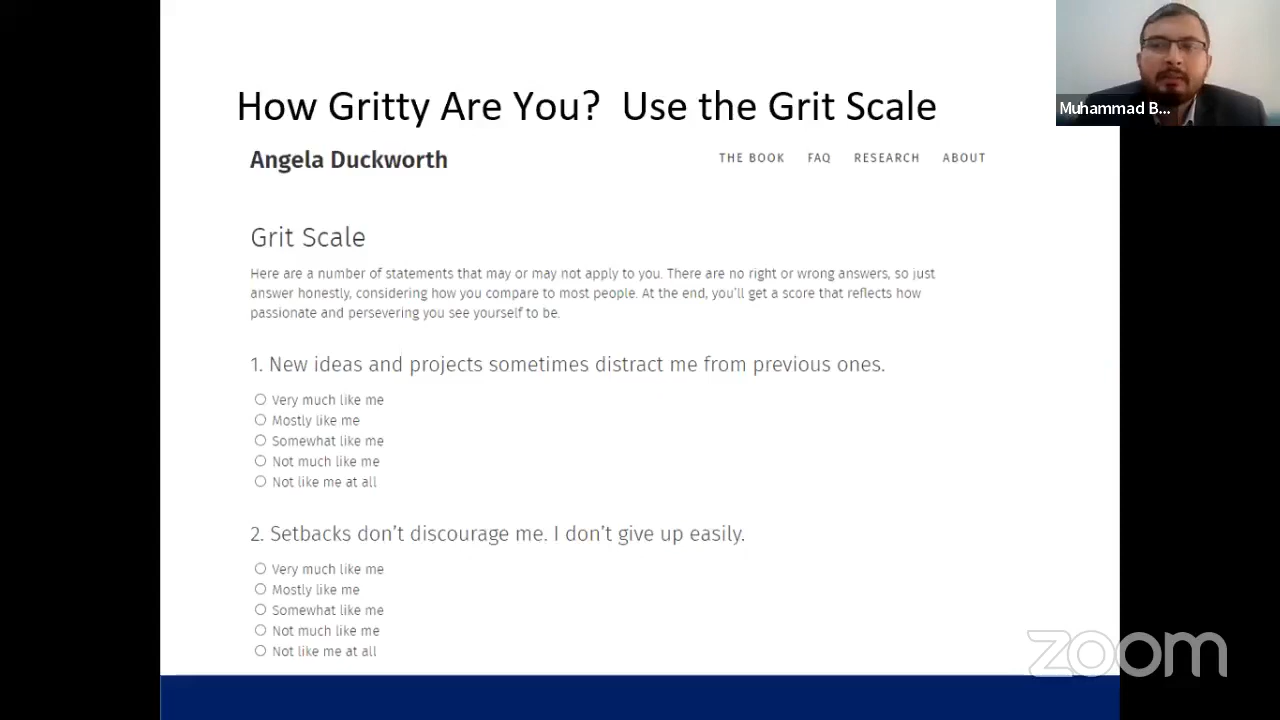 How Gritty Are You? Use the Grit Scale
Muhammad B...
Angela Duckworth
THE BOOK FAQ RESEARCH ABOUT
Grit Scale
Here are a number of statements that may or may not apply to you. There are no right or wrong answers, so just
answer honestly, considering how you compare to most people. At the end, you'll get a score that reflects how
passionate and persevering you see yourself to be.
1. New ideas and projects sometimes distract me from previous ones.
Very much like me
Mostly like me
Somewhat like me
Not much like me
Not like me at all
2. Setbacks don't discourage me. I don't give up easily.
Very much like me
Mostly like me
Somewhat like me
Not much like me
Not like me at all
zoom